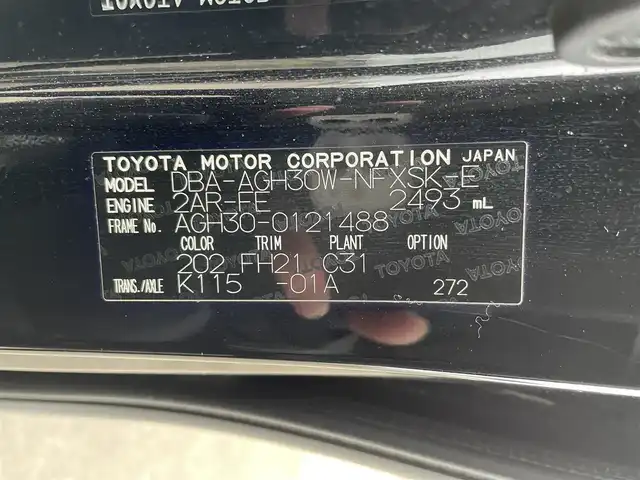 TOYOTA MOTOR CORPORATION JAPAN
MODEL DBA-AGH30W-NFXSK-E
ENGINE 2AR-FE 2493 mL
FRAME No. AGH30-0121488
COLOR TRIM PLANT OPTION
202 FH21 C31
TRANS./AXLE K115 -01A 272